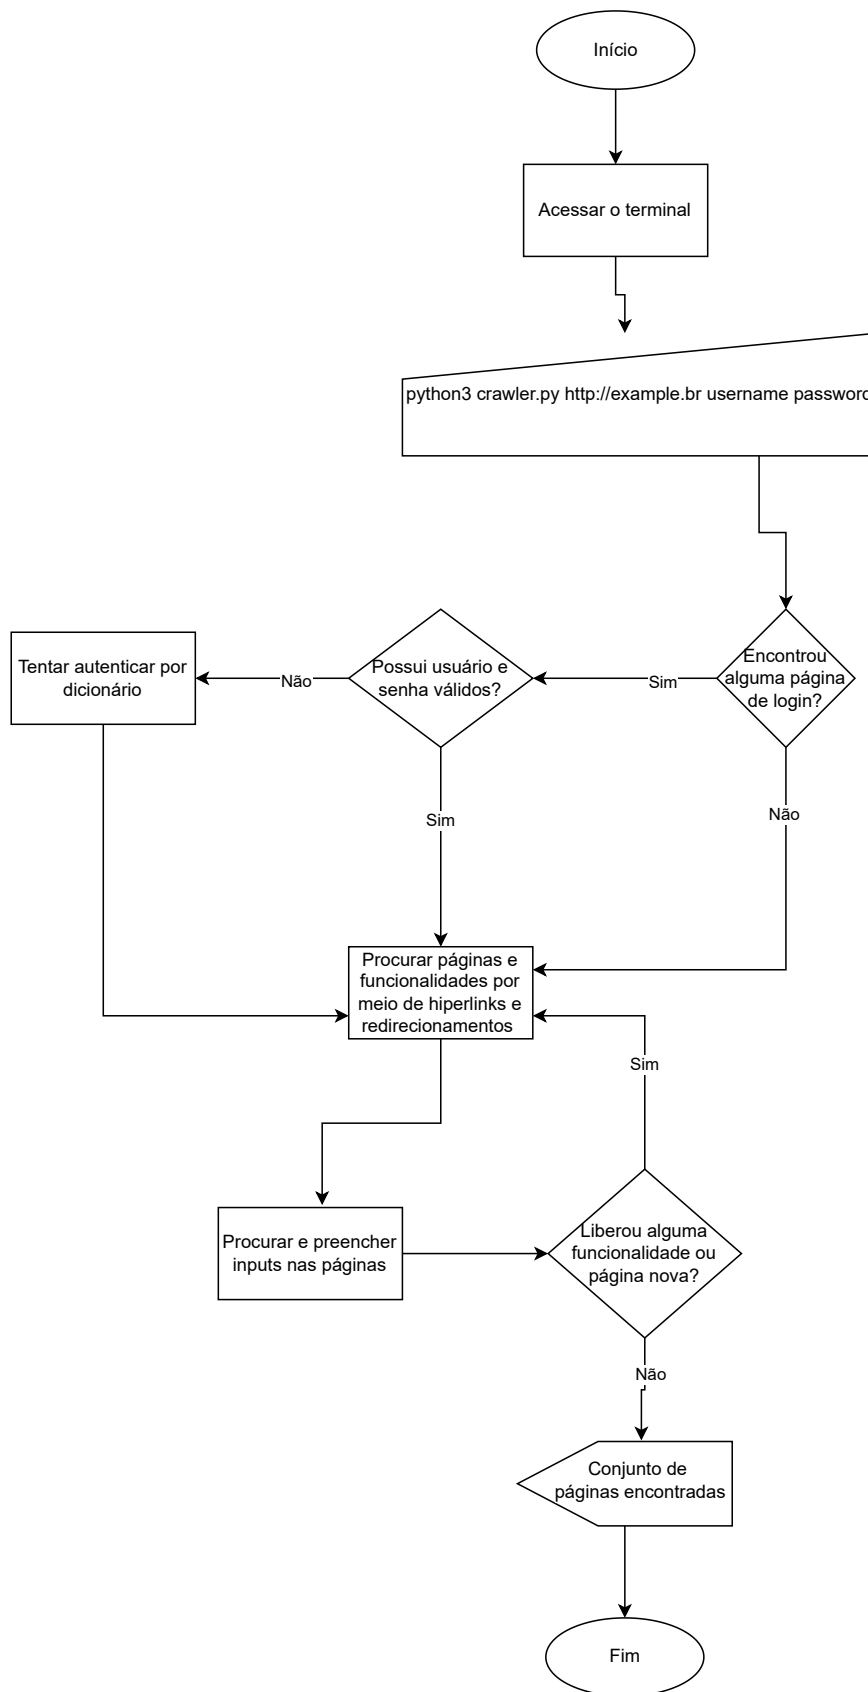 Início
Acessar o terminal
python3 crawler.py http://example.br username password
Encontrou
alguma página
de login?
Sim
Possui usuário e
senha válidos?
Não
Tentar autenticar por
dicionário
Sim
Não
Procurar páginas e
funcionalidades por
meio de hiperlinks e
redirecionamentos
Sim
Procurar e preencher
inputs nas páginas
Liberou alguma
funcionalidade ou
página nova?
Não
Conjunto de
páginas encontradas
Fim